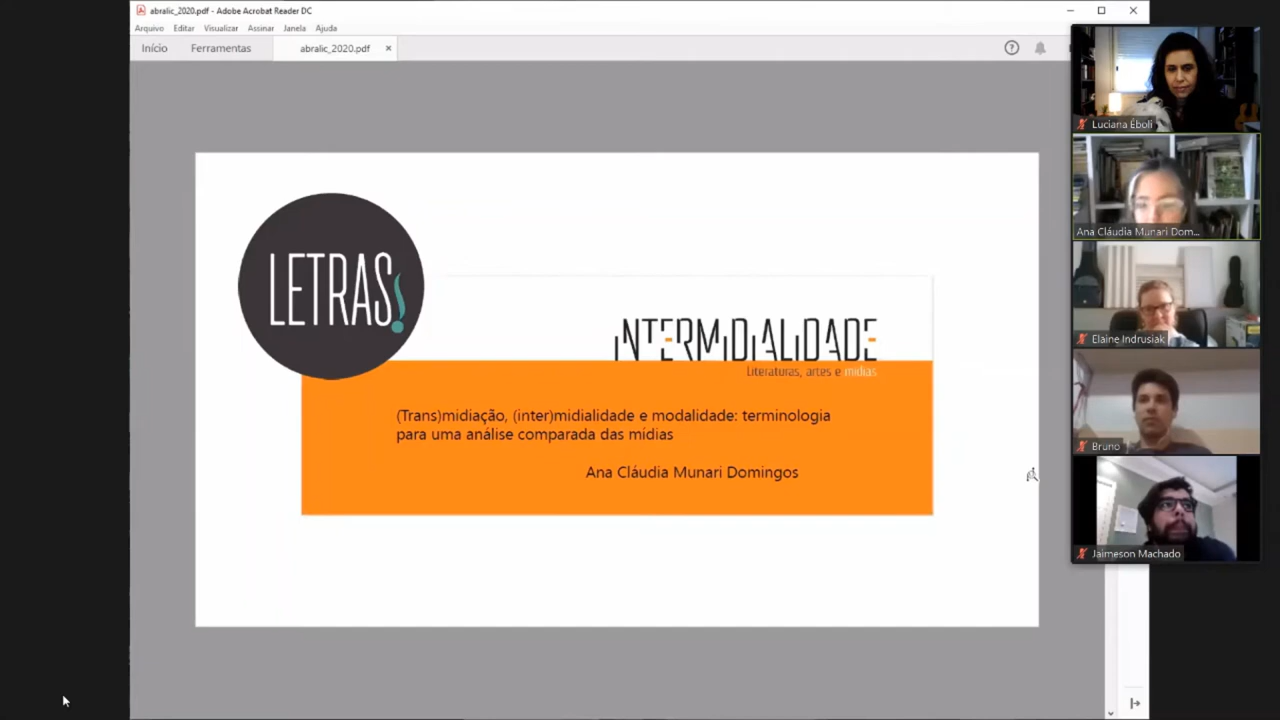 abralic_2020.pdf - Adobe Acrobat Reader DC
Arquivo Editar Visualizar Assinar Janela Ajuda
Início Ferramentas abralic_2020.pdf
LETRAS!
INTERMIDIALIDADE
Literaturas, artes e mídias
(Trans)midiação, (inter)midialidade e modalidade: terminologia
para uma análise comparada das mídias
Ana Cláudia Munari Domingos
Luciana Éboli
Ana Cláudia Munari Dom...
Elaine Indrusiak
Bruno
Jaimeson Machado